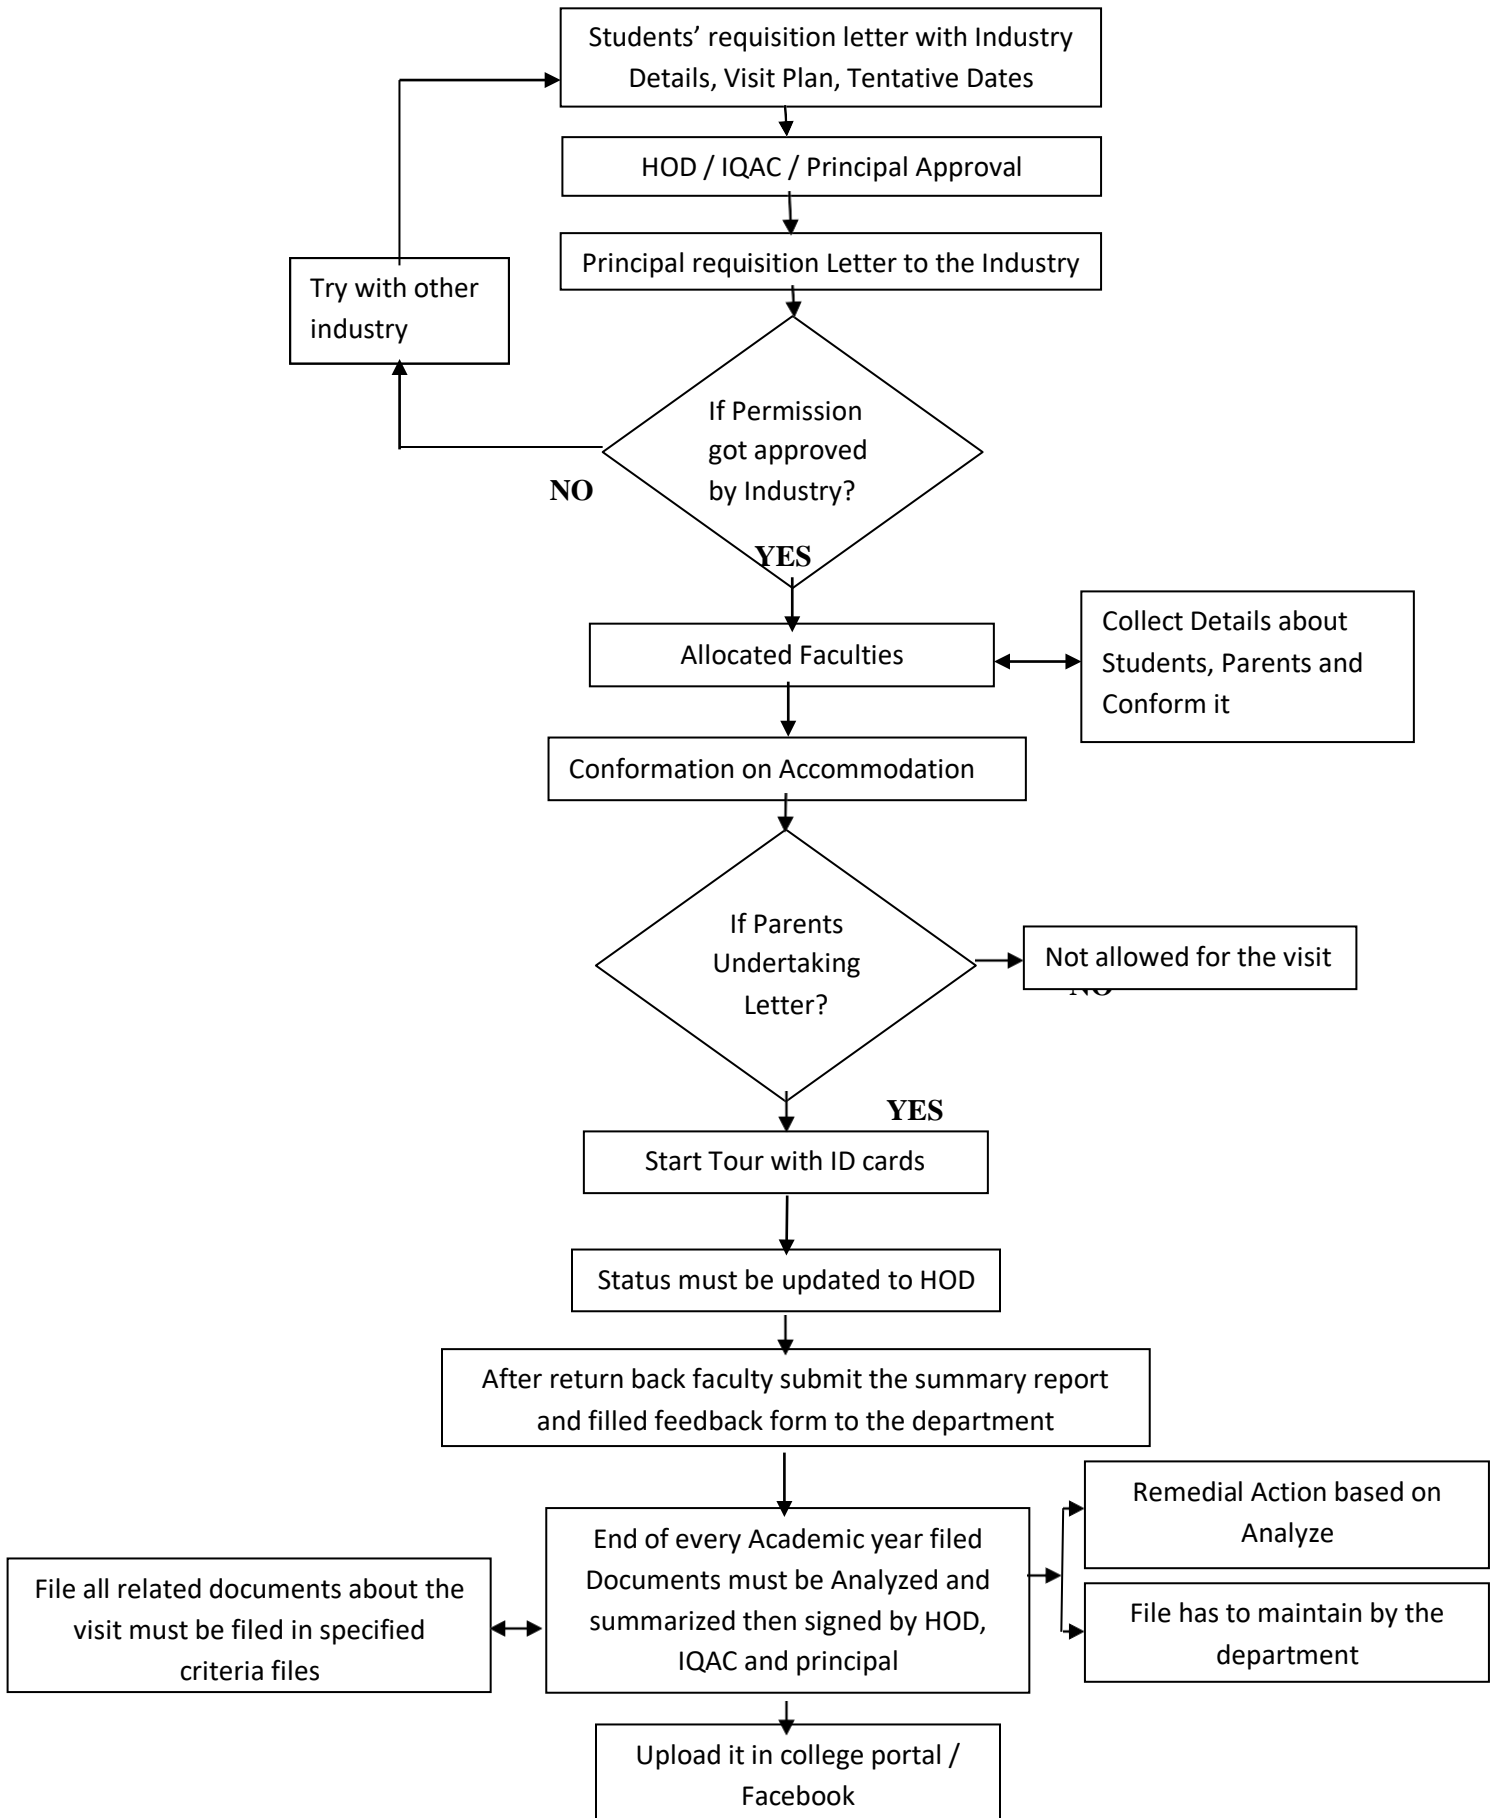 Students’ requisition letter with Industry
Details, Visit Plan, Tentative Dates
HOD / IQAC / Principal Approval
Principal requisition Letter to the Industry
Try with other
industry
If Permission
got approved
by Industry?
NO
YES
Allocated Faculties
Collect Details about
Students, Parents and
Conform it
Conformation on Accommodation
If Parents
Undertaking
Letter?
Not allowed for the visit
NO
YES
Start Tour with ID cards
Status must be updated to HOD
After return back faculty submit the summary report
and filled feedback form to the department
End of every Academic year filed
Documents must be Analyzed and
summarized then signed by HOD,
IQAC and principal
Remedial Action based on
Analyze
File has to maintain by the
department
File all related documents about the
visit must be filed in specified
criteria files
Upload it in college portal /
Facebook